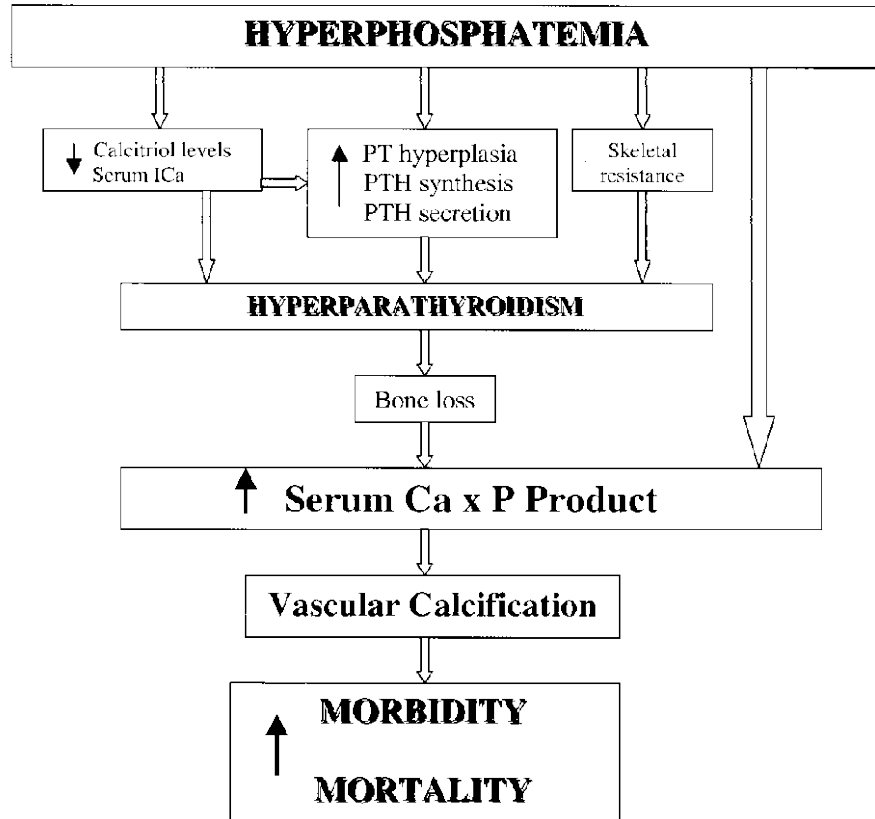 HYPERPHOSPHATEMIA
Calcitriol levels
Serum ICa
PT hyperplasia
PTH synthesis
PTH secretion
Skeletal
resistance
HYPERPARATHYROIDISM
Bone loss
Serum Ca x P Product
Vascular Calcification
MORBIDITY
MORTALITY